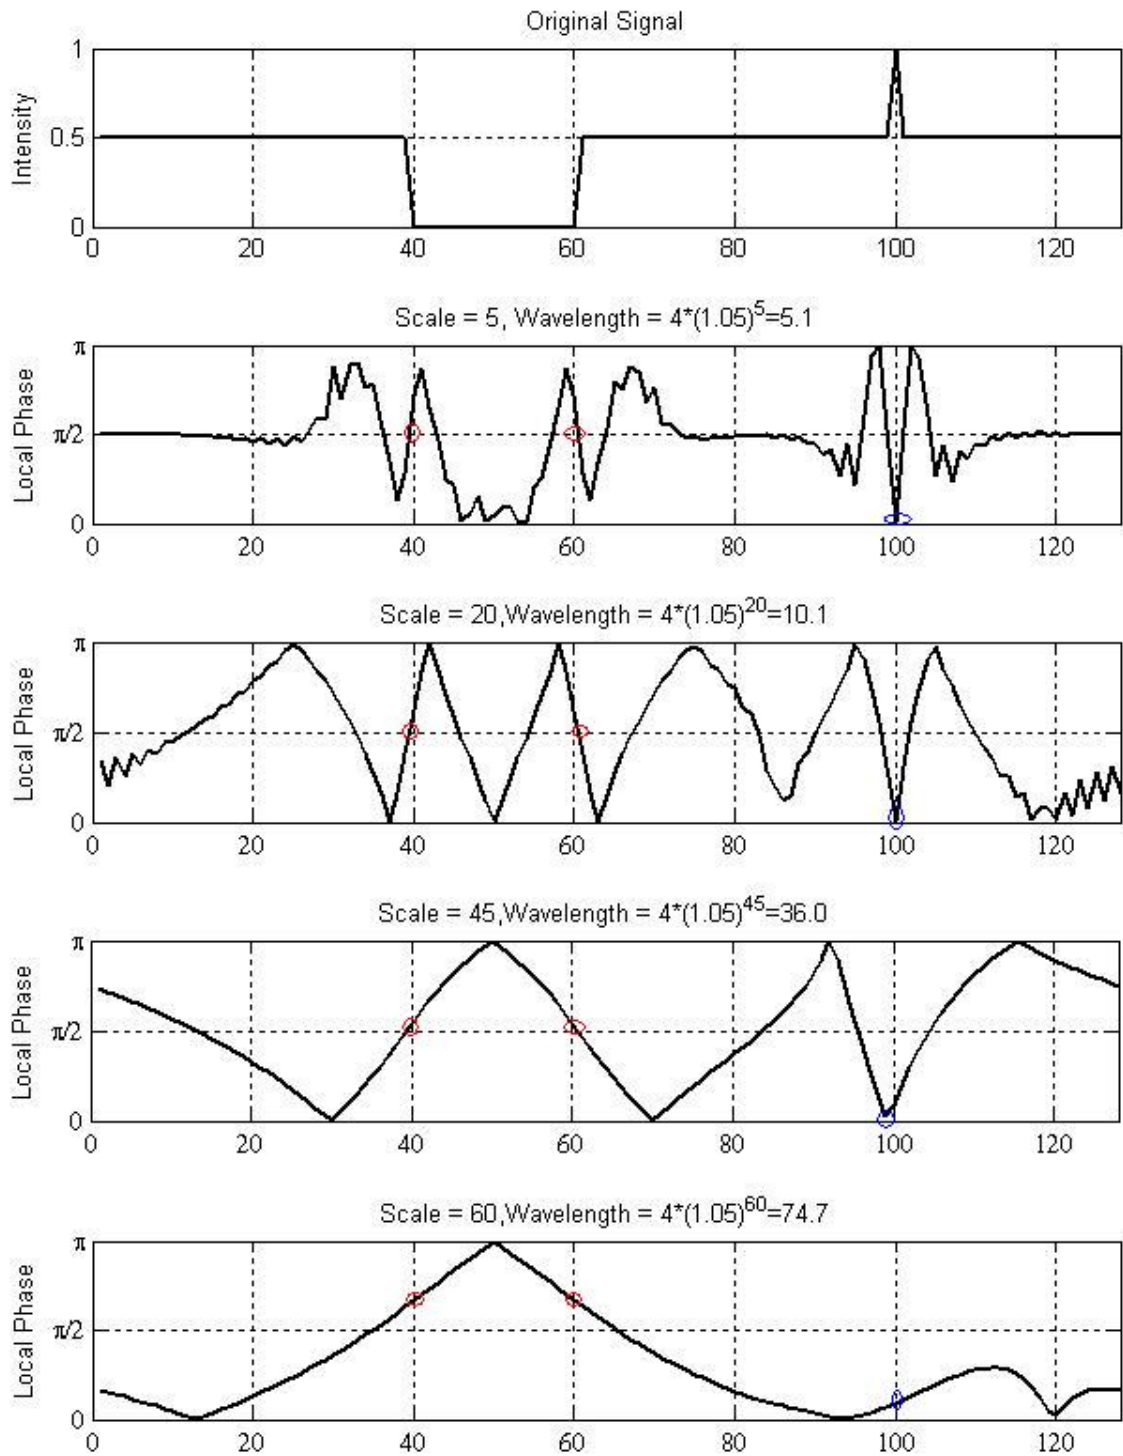 Original Signal
Intensity
1
0.5
0
0 20 40 60 80 100 120
Scale = 5, Wavelength = 4*(1.05)^5=5.1
Local Phase
π
π/2
0
0 20 40 60 80 100 120
Scale = 20,Wavelength = 4*(1.05)^20=10.1
Local Phase
π
π/2
0
0 20 40 60 80 100 120
Scale = 45,Wavelength = 4*(1.05)^45=36.0
Local Phase
π
π/2
0
0 20 40 60 80 100 120
Scale = 60,Wavelength = 4*(1.05)^60=74.7
Local Phase
π
π/2
0
0 20 40 60 80 100 120